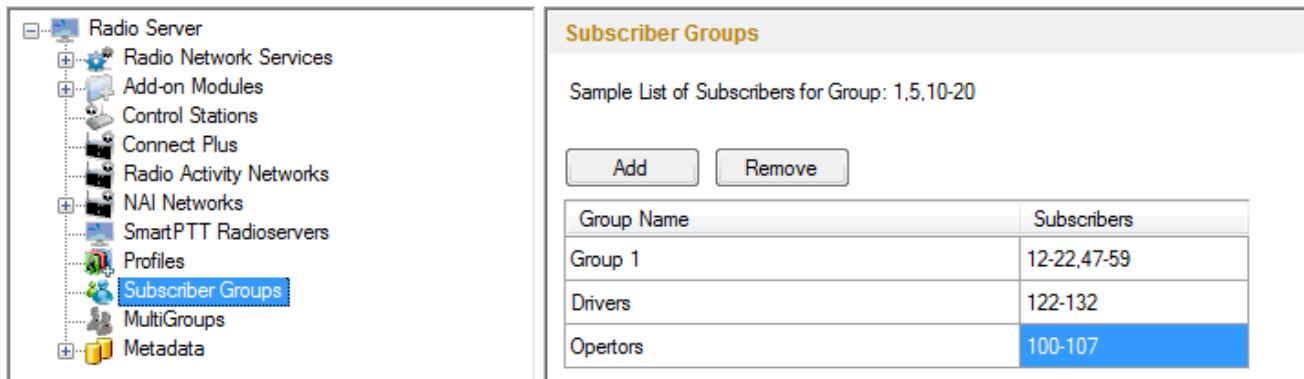 Radio Server
Radio Network Services
Add-on Modules
Control Stations
Connect Plus
Radio Activity Networks
NAI Networks
SmartPTT Radioservers
Profiles
Subscriber Groups
MultiGroups
Metadata
Subscriber Groups
Sample List of Subscribers for Group: 1,5,10-20
Add Remove
Group Name Subscribers
Group 1 12-22,47-59
Drivers 122-132
Opertors 100-107